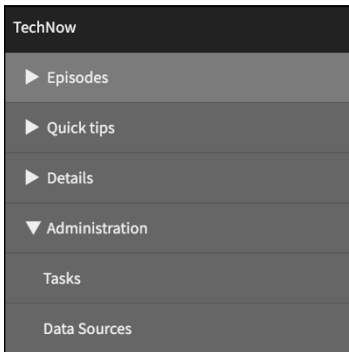 TechNow
Episodes
Quick tips
Details
Administration
Tasks
Data Sources